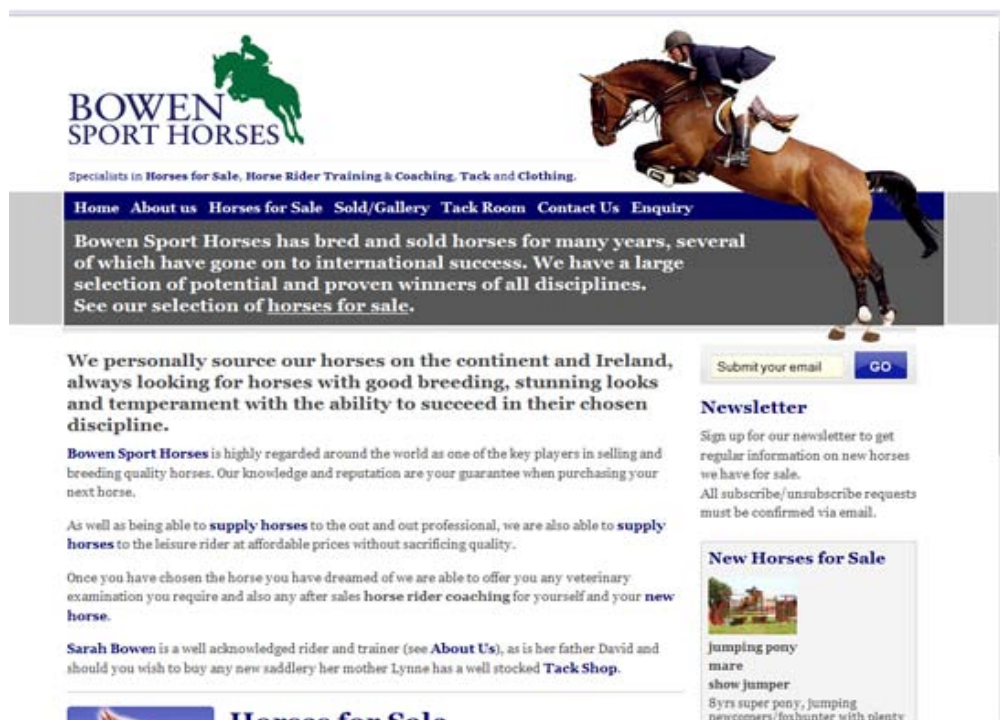 BOWEN
SPORT HORSES
Specialists in Horses for Sale, Horse Rider Training & Coaching, Tack and Clothing.
Home About us Horses for Sale Sold/Gallery Tack Room Contact Us Enquiry
Bowen Sport Horses has bred and sold horses for many years, several
of which have gone on to international success. We have a large
selection of potential and proven winners of all disciplines.
See our selection of horses for sale.
We personally source our horses on the continent and Ireland,
always looking for horses with good breeding, stunning looks
and temperament with the ability to succeed in their chosen
discipline.
Bowen Sport Horses is highly regarded around the world as one of the key players in selling and
breeding quality horses. Our knowledge and reputation are your guarantee when purchasing your
next horse.
As well as being able to supply horses to the out and out professional, we are also able to supply
horses to the leisure rider at affordable prices without sacrificing quality.
Once you have chosen the horse you have dreamed of we are able to offer you any veterinary
examination you require and also any after sales horse rider coaching for yourself and your new
horse.
Sarah Bowen is a well acknowledged rider and trainer (see About Us), as is her father David and
should you wish to buy any new saddlery her mother Lynne has a well stocked Tack Shop.
Horses for Sale
Submit your email GO
Newsletter
Sign up for our newsletter to get
regular information on new horses
we have for sale.
All subscribe/unsubscribe requests
must be confirmed via email.
New Horses for Sale
jumping pony
mare
show jumper
8yrs super pony, jumping
newcomers/foxhunter with plenty